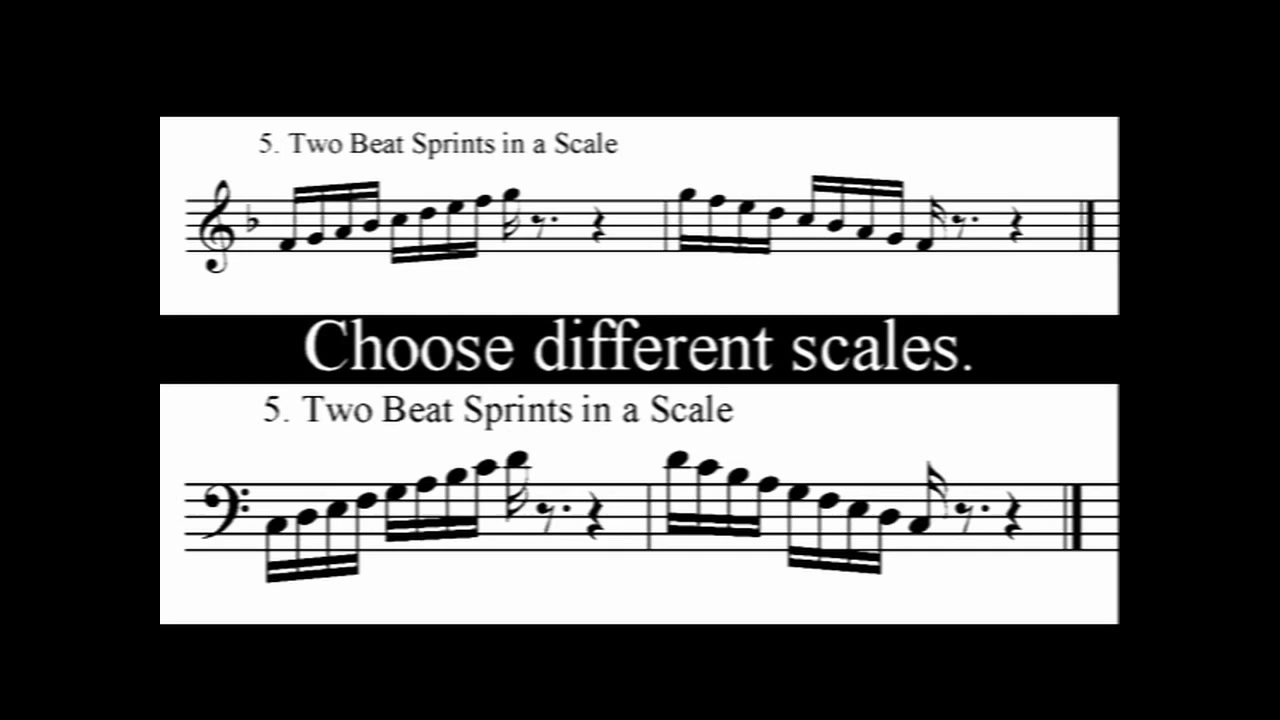 5. Two Beat Sprints in a Scale
Choose different scales.
5. Two Beat Sprints in a Scale